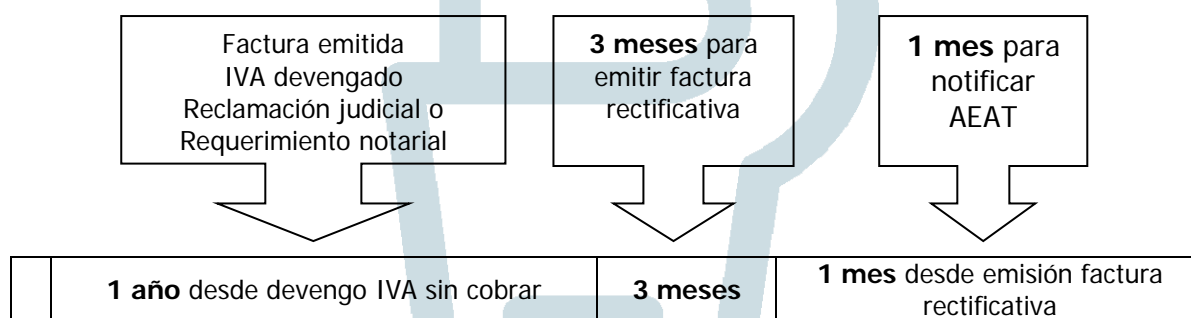 Factura emitida
IVA devengado
Reclamación judicial o
Requerimiento notarial
3 meses para
emitir factura
rectificativa
1 mes para
notificar
AEAT
1 año desde devengo IVA sin cobrar
3 meses
1 mes desde emisión factura
rectificativa